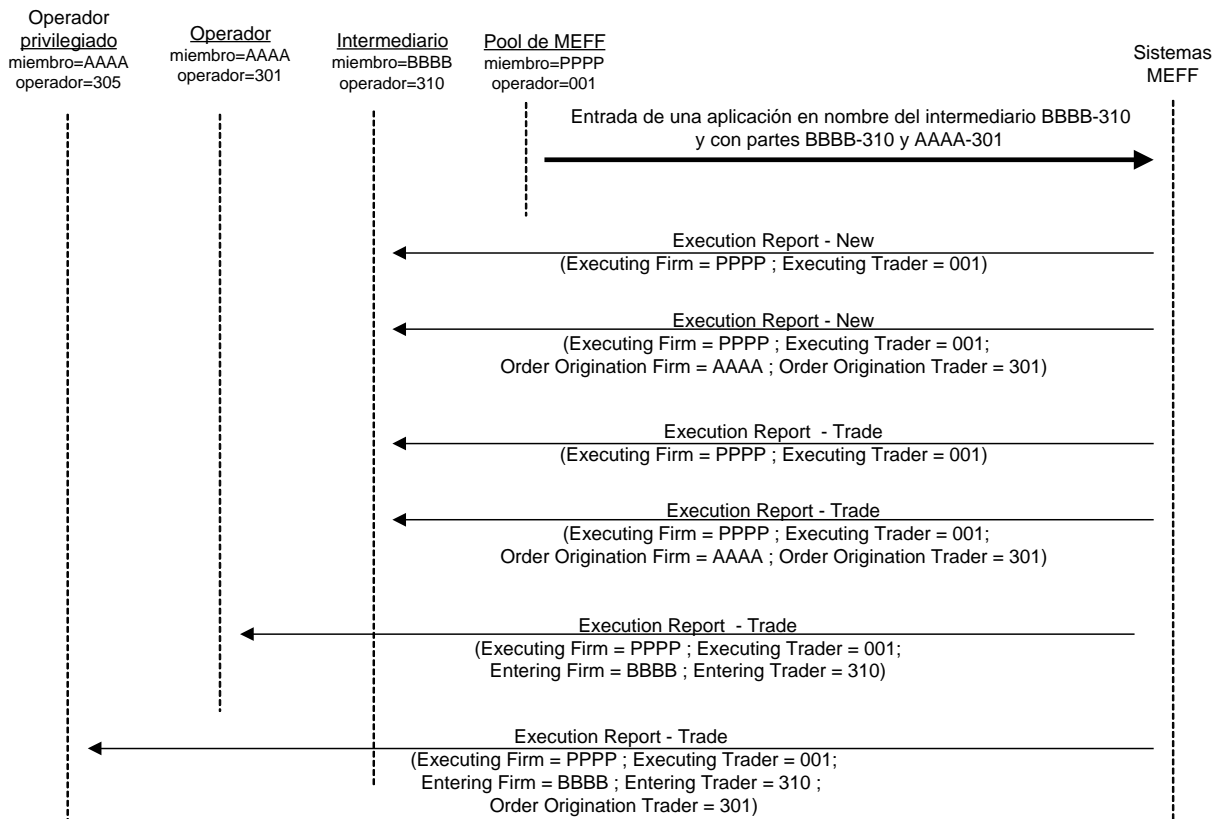 Operador
privilegiado
miembro=AAAA
operador=305
Operador
miembro=AAAA
operador=301
Intermediario
miembro=BBBB
operador=310
Pool de MEFF
miembro=PPPP
operador=001
Sistemas
MEFF
Entrada de una aplicación en nombre del intermediario BBBB-310
y con partes BBBB-310 y AAAA-301
Execution Report - New
(Executing Firm = PPPP ; Executing Trader = 001)
Execution Report - New
(Executing Firm = PPPP ; Executing Trader = 001;
Order Origination Firm = AAAA ; Order Origination Trader = 301)
Execution Report - Trade
(Executing Firm = PPPP ; Executing Trader = 001)
Execution Report - Trade
(Executing Firm = PPPP ; Executing Trader = 001;
Order Origination Firm = AAAA ; Order Origination Trader = 301)
Execution Report - Trade
(Executing Firm = PPPP ; Executing Trader = 001;
Entering Firm = BBBB ; Entering Trader = 310)
Execution Report - Trade
(Executing Firm = PPPP ; Executing Trader = 001;
Entering Firm = BBBB ; Entering Trader = 310 ;
Order Origination Trader = 301)